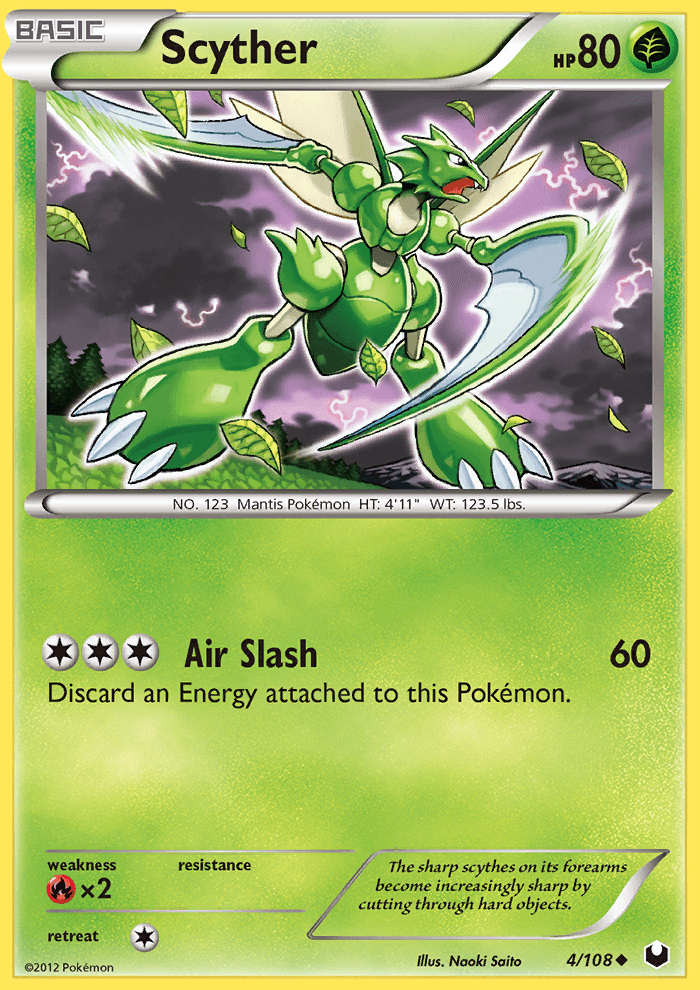 BASIC
Scyther
HP80
NO. 123 Mantis Pokémon HT: 4'11" WT: 123.5 lbs.
Air Slash 60
Discard an Energy attached to this Pokémon.
weakness resistance
×2
The sharp scythes on its forearms
become increasingly sharp by
cutting through hard objects.
retreat
©2012 Pokémon
Illus. Naoki Saito 4/108